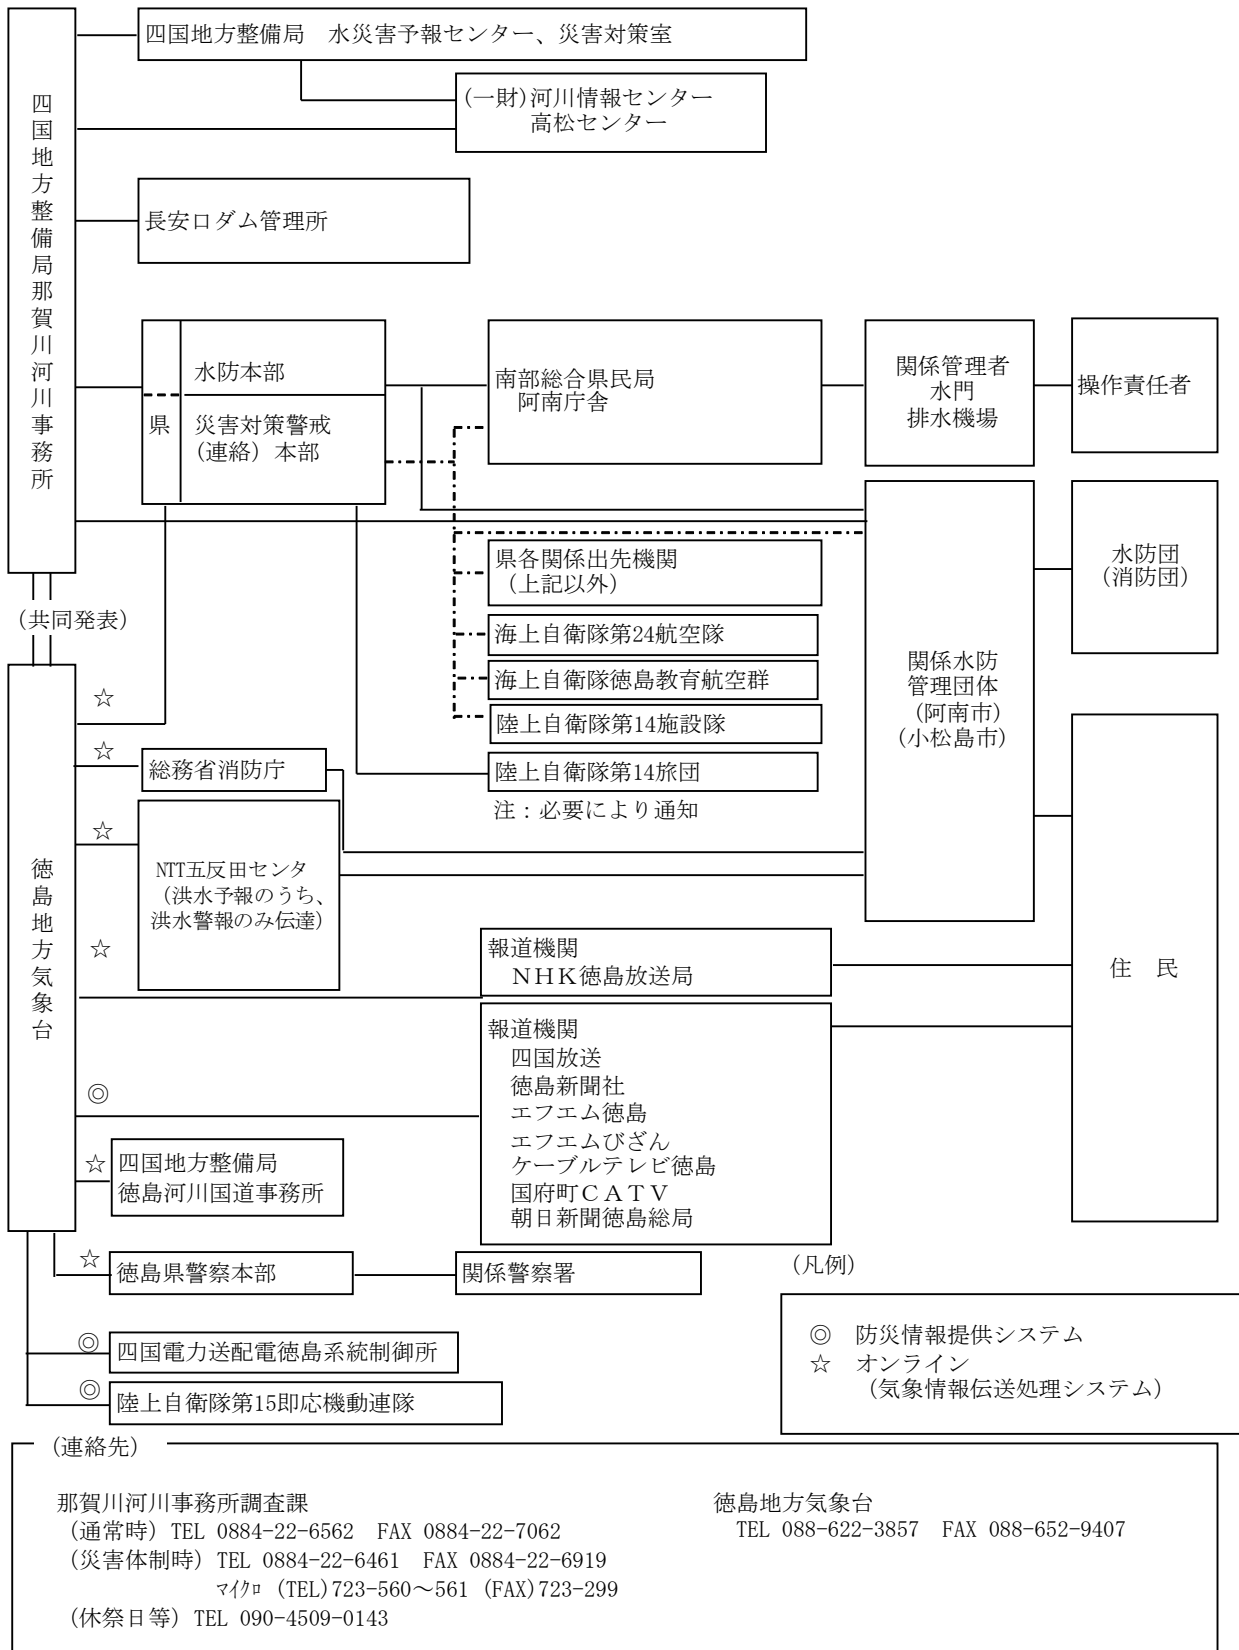 四国地方整備局那賀川河川事務所
四国地方整備局　水災害予報センター、災害対策室
(一財)河川情報センター
高松センター
長安口ダム管理所
県
水防本部
災害対策警戒
(連絡) 本部
南部総合県民局
阿南庁舎
関係管理者
水門
排水機場
操作責任者
県各関係出先機関
(上記以外)
海上自衛隊第24航空隊
海上自衛隊徳島教育航空群
陸上自衛隊第14施設隊
陸上自衛隊第14旅団
注：必要により通知
関係水防
管理団体
(阿南市)
(小松島市)
水防団
(消防団)
(共同発表)
徳島地方気象台
☆
☆
総務省消防庁
☆
NTT五反田センタ
(洪水予報のうち、
洪水警報のみ伝達)
☆
報道機関
ＮＨＫ徳島放送局
住　民
報道機関
四国放送
徳島新聞社
エフエム徳島
エフエムびざん
ケーブルテレビ徳島
国府町ＣＡＴＶ
朝日新聞徳島総局
◎
☆
四国地方整備局
徳島河川国道事務所
☆
徳島県警察本部
関係警察署
◎
四国電力送配電徳島系統制御所
◎
陸上自衛隊第15即応機動連隊
(凡例)
◎　防災情報提供システム
☆　オンライン
(気象情報伝送処理システム)
(連絡先)
那賀川河川事務所調査課
(通常時) TEL 0884-22-6562　FAX 0884-22-7062
(災害体制時) TEL 0884-22-6461　FAX 0884-22-6919
ﾏｲｸﾛ (TEL)723-560～561 (FAX)723-299
(休祭日等) TEL 090-4509-0143
徳島地方気象台
TEL 088-622-3857　FAX 088-652-9407